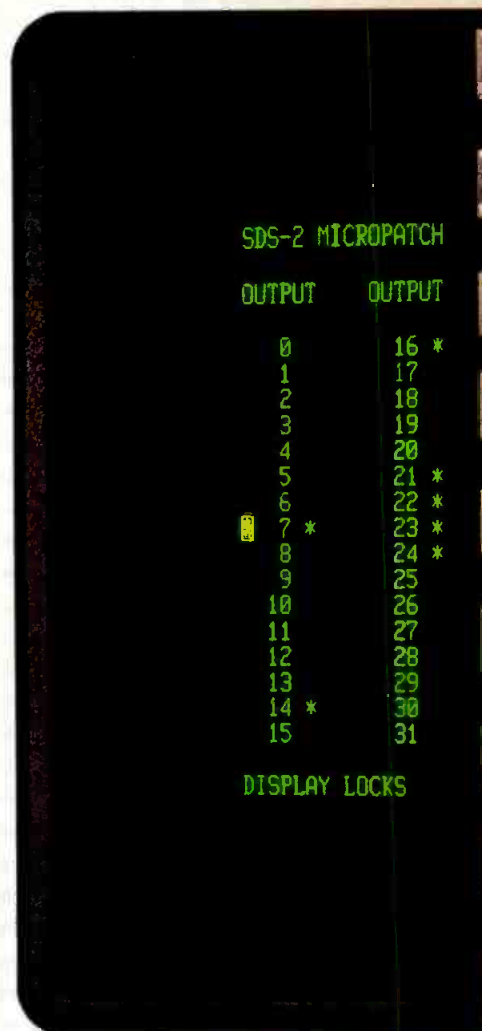 SDS-2 MICROPATCH
OUTPUT OUTPUT
0 16 *
1 17
2 18
3 19
4 20
5 21 *
6 22 *
7 * 23 *
8 24 *
9 25
10 26
11 27
12 28
13 29
14 * 30
15 31
DISPLAY LOCKS